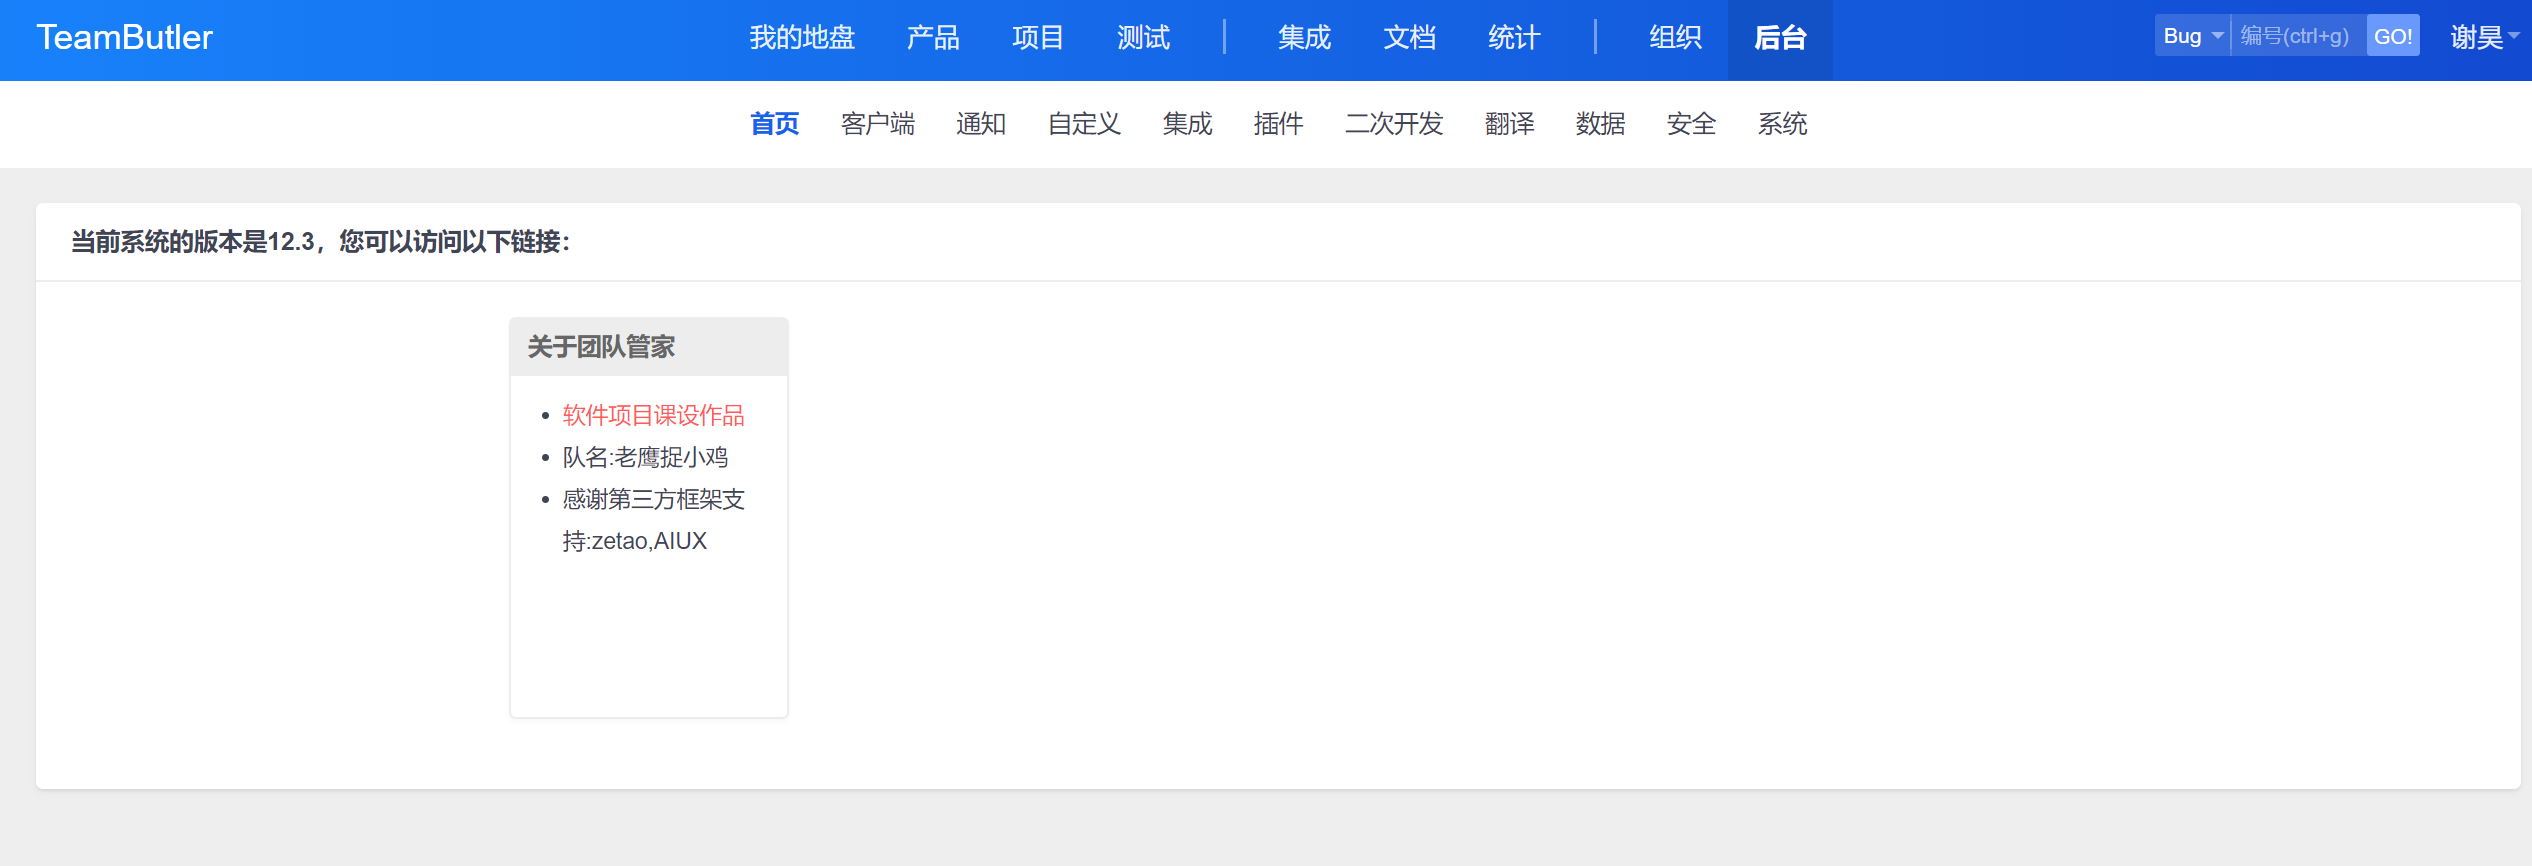 TeamButler 我的地盘 产品 项目 测试 集成 文档 统计 组织 后台 Bug 编号(ctrl+g) GO! 谢昊
首页 客户端 通知 自定义 集成 插件 二次开发 翻译 数据 安全 系统
当前系统的版本是12.3，您可以访问以下链接：
关于团队管家
软件项目课设作品
队名:老鹰捉小鸡
感谢第三方框架支
持:zetao,AIUX